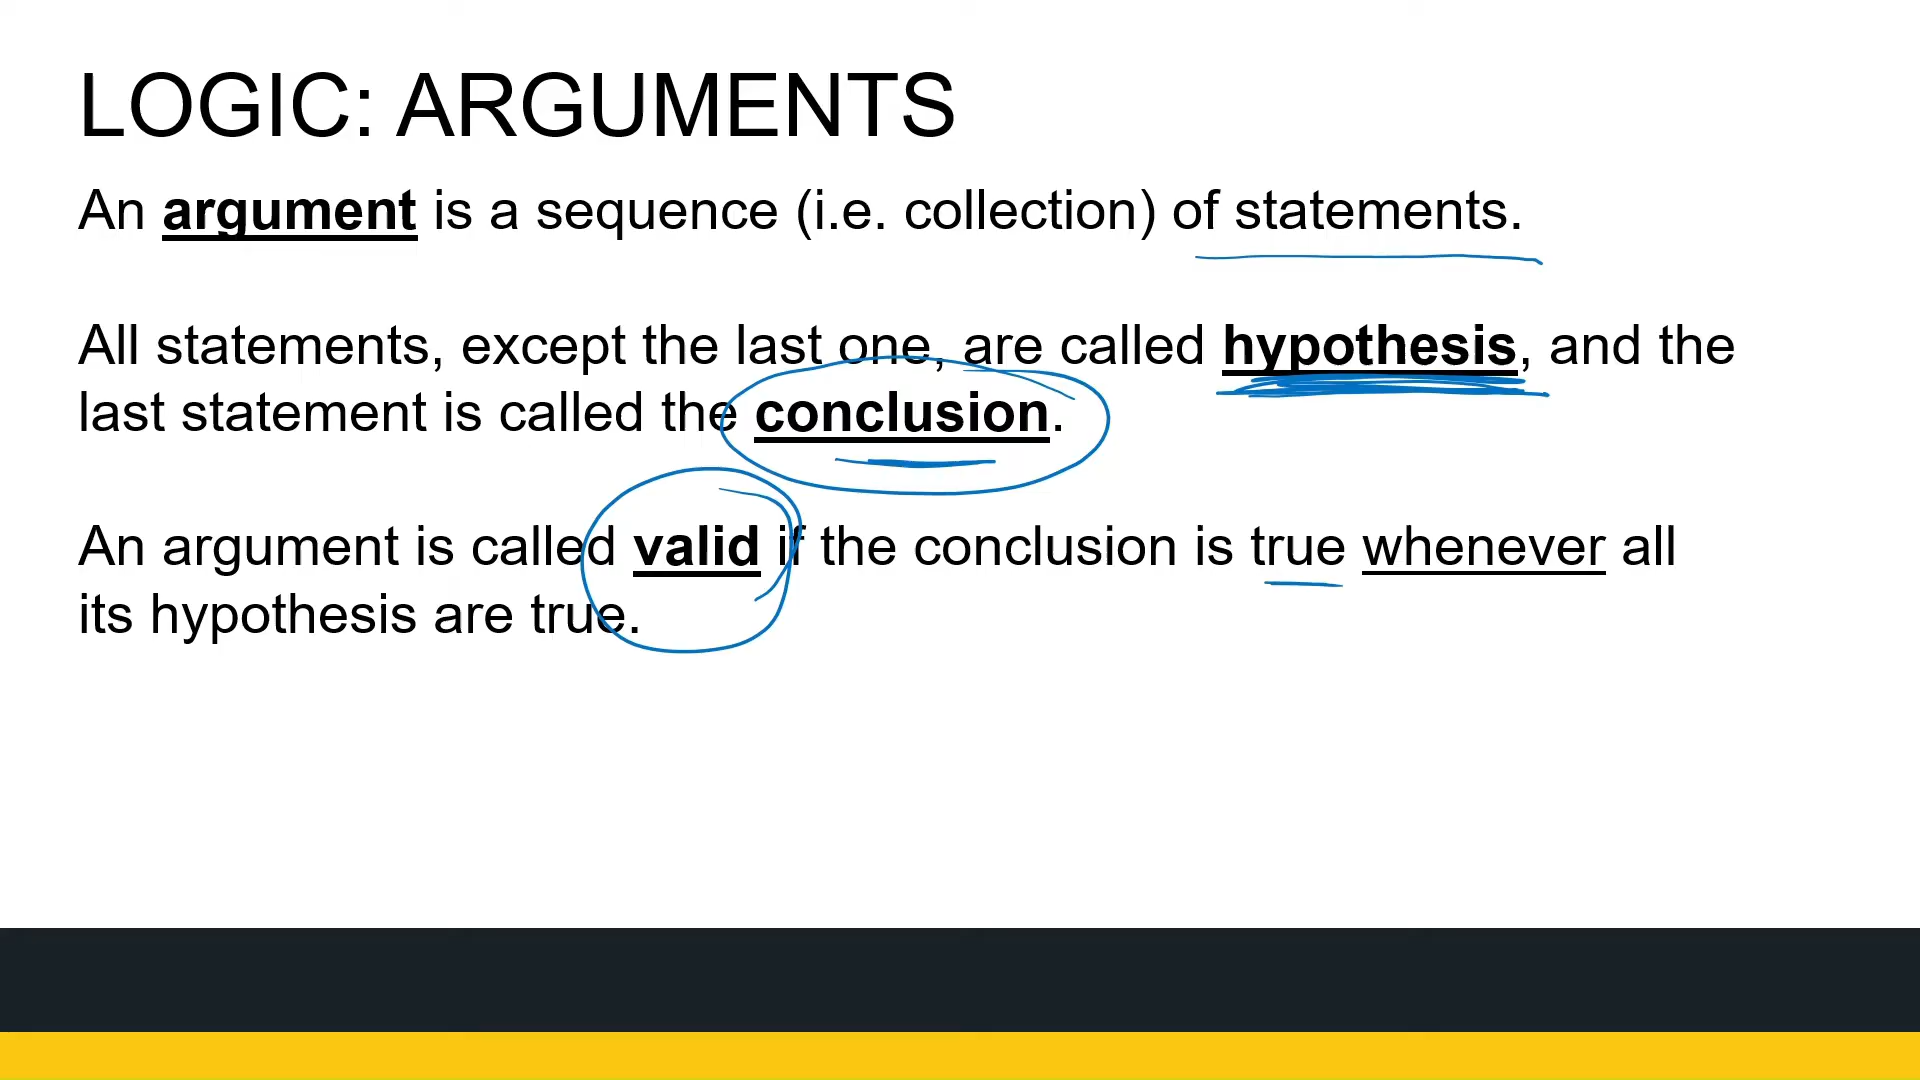 LOGIC: ARGUMENTS
An argument is a sequence (i.e. collection) of statements.
All statements, except the last one, are called hypothesis, and the
last statement is called the conclusion.
An argument is called valid if the conclusion is true whenever all
its hypothesis are true.